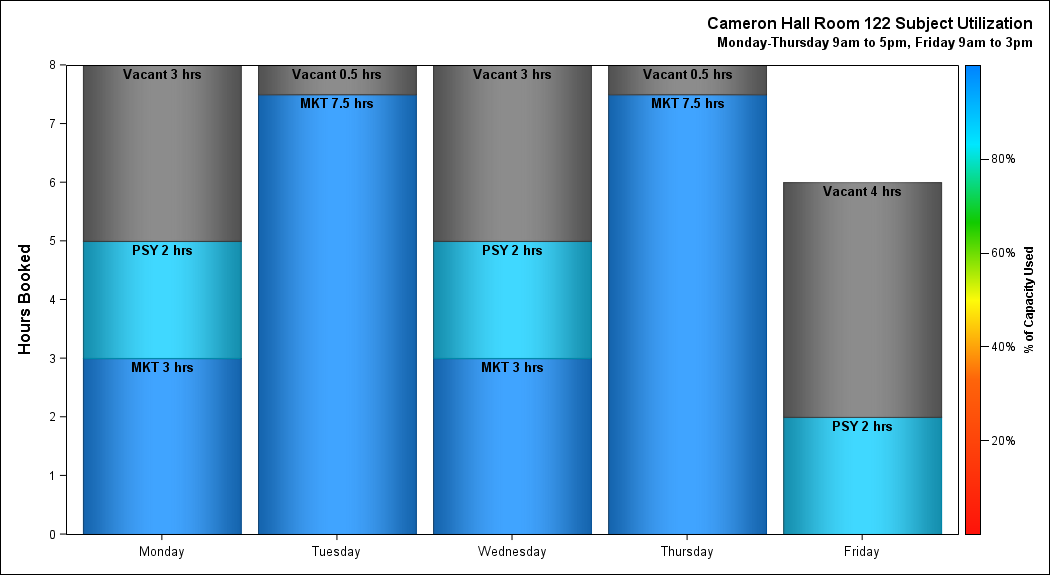 Cameron Hall Room 122 Subject Utilization
Monday-Thursday 9am to 5pm, Friday 9am to 3pm
Hours Booked
8
7
6
5
4
3
2
1
0
Vacant 3 hrs
PSY 2 hrs
MKT 3 hrs
Vacant 0.5 hrs
MKT 7.5 hrs
Vacant 3 hrs
PSY 2 hrs
MKT 3 hrs
Vacant 0.5 hrs
MKT 7.5 hrs
Vacant 4 hrs
PSY 2 hrs
Monday
Tuesday
Wednesday
Thursday
Friday
80%
60%
40%
20%
% of Capacity Used